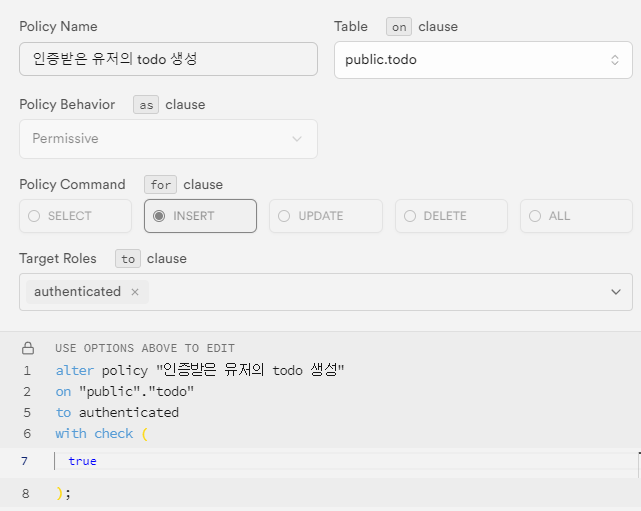 Policy Name
Table on clause
인증받은 유저의 todo 생성
public.todo
Policy Behavior as clause
Permissive
Policy Command for clause
SELECT INSERT UPDATE DELETE ALL
Target Roles to clause
authenticated ×
USE OPTIONS ABOVE TO EDIT
1 alter policy "인증받은 유저의 todo 생성"
2 on "public"."todo"
5 to authenticated
6 with check (
7 true
8 );